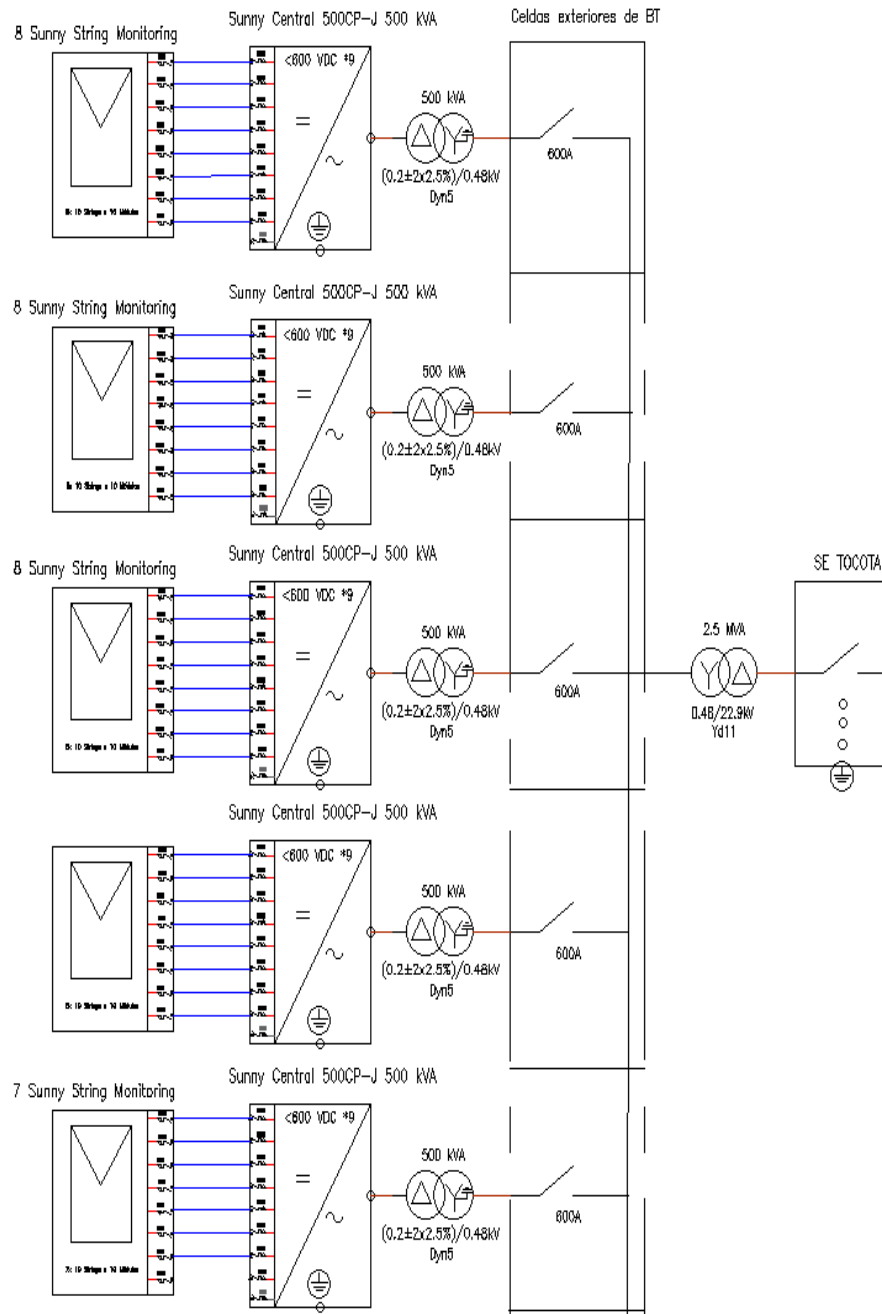 Sunny Central 500CP-J 500 kVA
Celdas exteriores de BT
8 Sunny String Monitoring
<600 VDC *9
500 kVA
600A
(0.2±2x2.5%)/0.48kV
Dyn5
Sunny Central 500CP-J 500 kVA
8 Sunny String Monitoring
<600 VDC *9
500 kVA
600A
(0.2±2x2.5%)/0.48kV
Dyn5
Sunny Central 500CP-J 500 kVA
8 Sunny String Monitoring
SE TOCOTA
<600 VDC *9
500 kVA
2.5 MVA
600A
(0.2±2x2.5%)/0.48kV
Dyn5
0.48/22.9kV
Yd11
Sunny Central 500CP-J 500 kVA
<600 VDC *9
500 kVA
600A
(0.2±2x2.5%)/0.48kV
Dyn5
Sunny Central 500CP-J 500 kVA
7 Sunny String Monitoring
<600 VDC *9
500 kVA
600A
(0.2±2x2.5%)/0.48kV
Dyn5